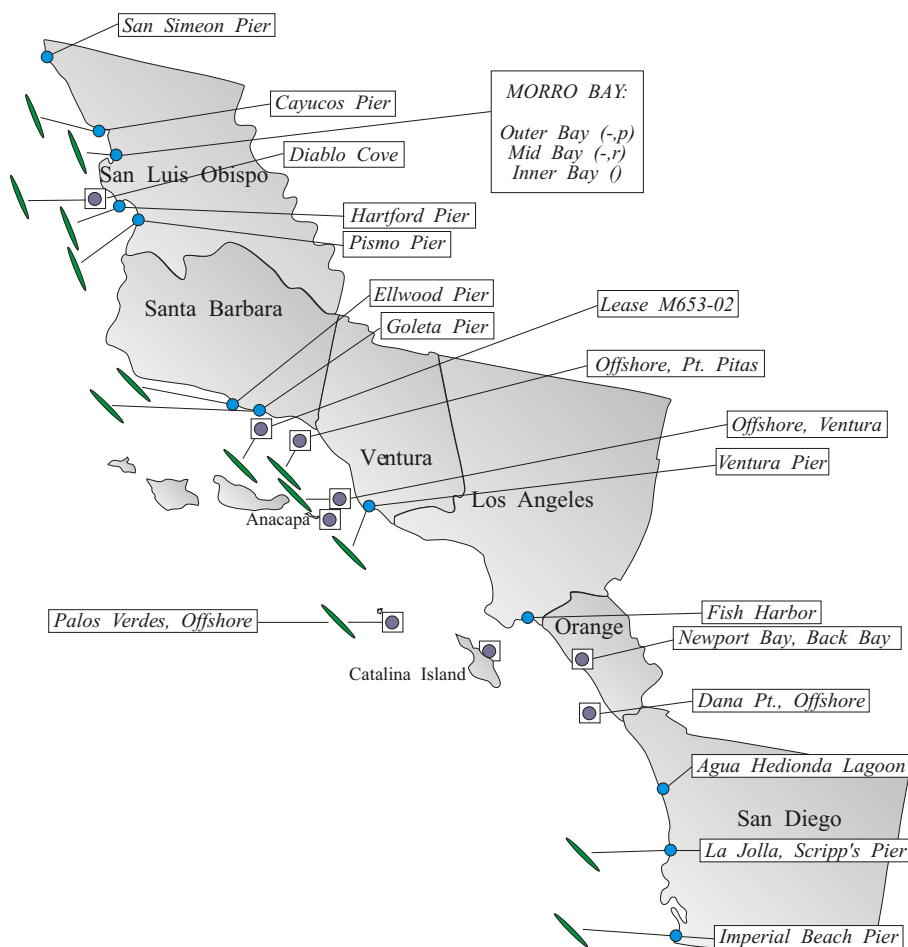 San Simeon Pier
MORRO BAY:
Outer Bay (-,p)
Mid Bay (-,r)
Inner Bay ()
Cayucos Pier
Diablo Cove
San Luis Obispo
Hartford Pier
Pismo Pier
Ellwood Pier
Santa Barbara
Lease M653-02
Goleta Pier
Offshore, Pt. Pitas
Offshore, Ventura
Ventura
Ventura Pier
Los Angeles
Anacapa
Palos Verdes, Offshore
Fish Harbor
Orange
Newport Bay, Back Bay
Catalina Island
Dana Pt., Offshore
Agua Hedionda Lagoon
San Diego
La Jolla, Scripp's Pier
Imperial Beach Pier